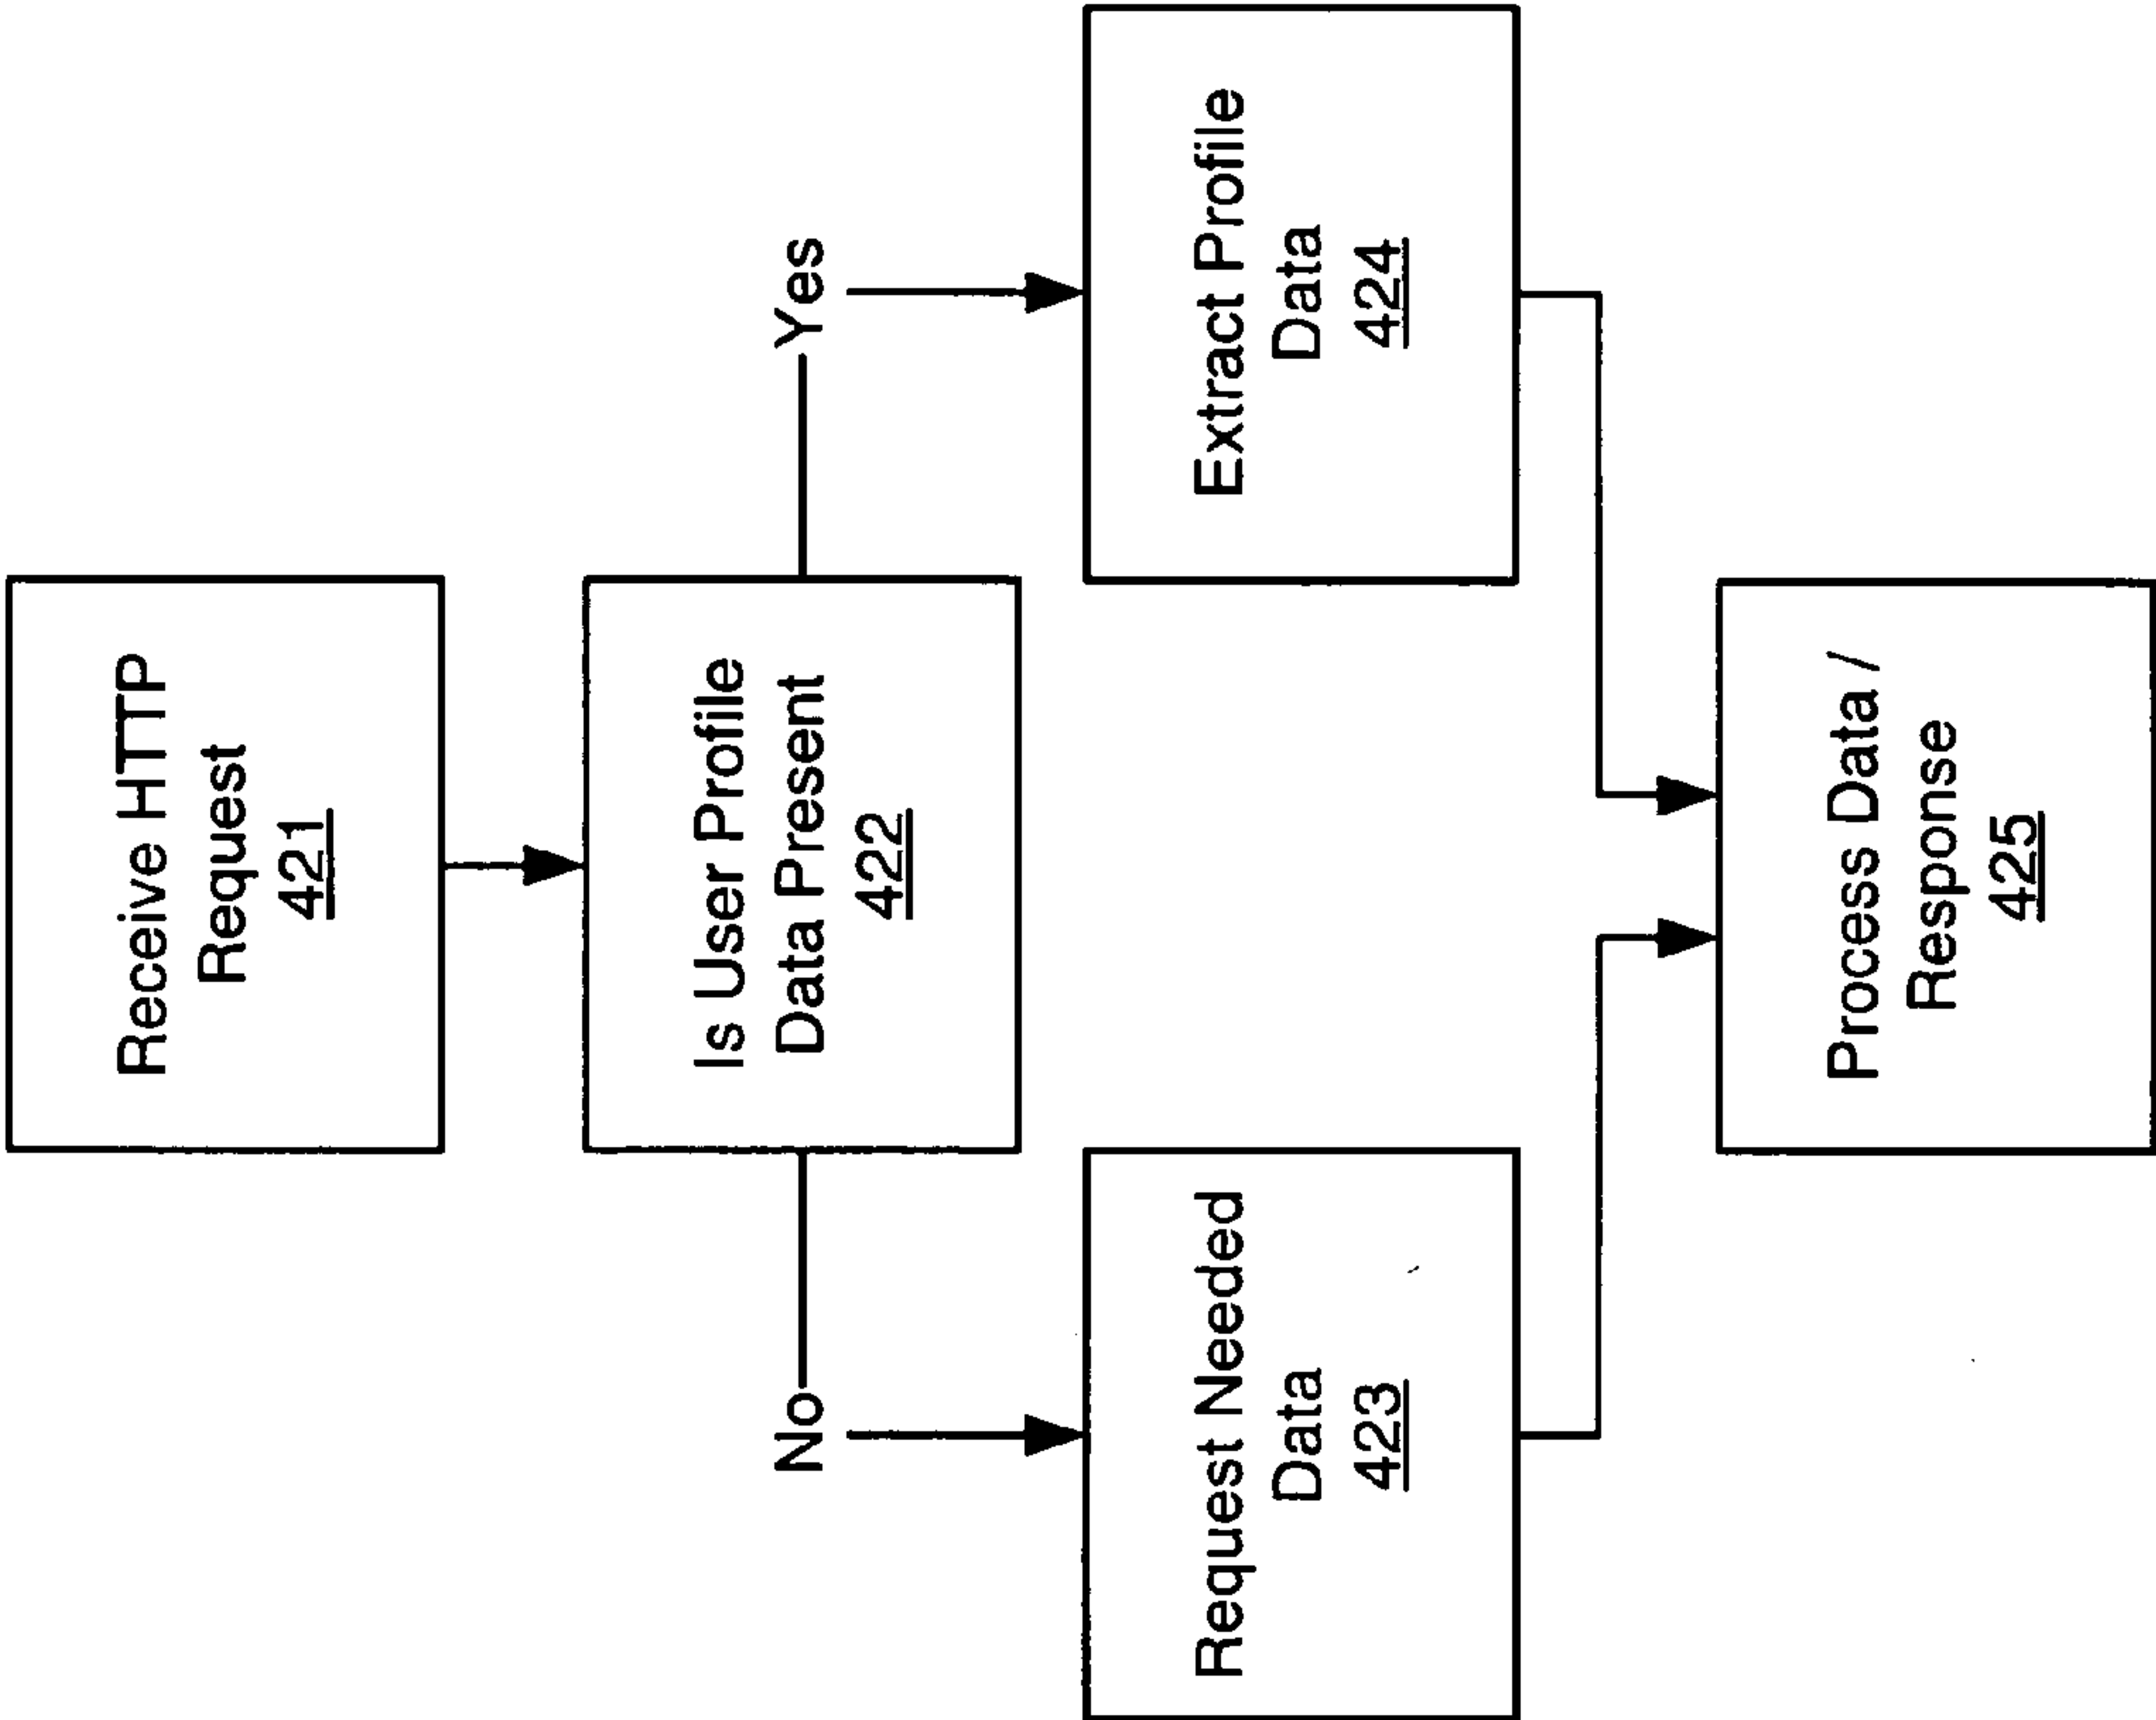 Receive HTTP
Request
421
Is User Profile
Data Present
422
No
Yes
Request Needed
Data
423
Extract Profile
Data
424
Process Data /
Response
425